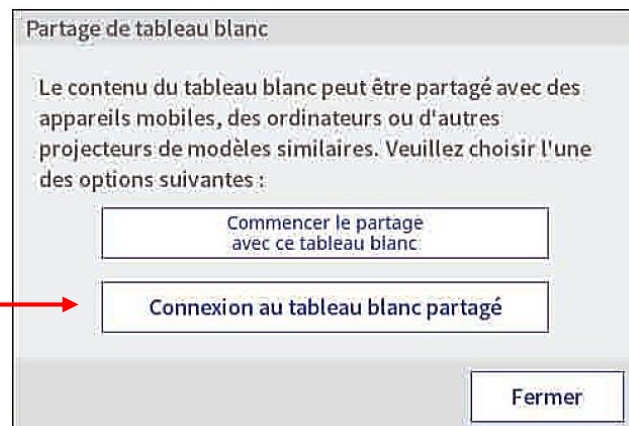 Partage de tableau blanc
Le contenu du tableau blanc peut être partagé avec des
appareils mobiles, des ordinateurs ou d'autres
projecteurs de modèles similaires. Veuillez choisir l'une
des options suivantes :
Commencer le partage
avec ce tableau blanc
Connexion au tableau blanc partagé
Fermer